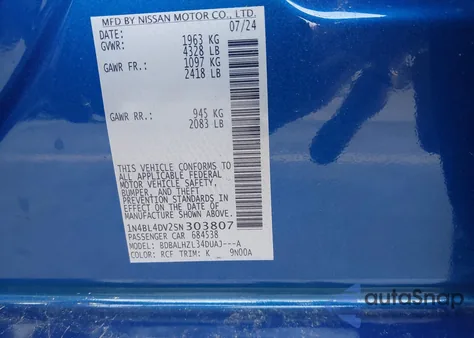 MFD BY NISSAN MOTOR CO., LTD.
DATE: 07/24
GVWR: 1963 KG
4328 LB
GAWR FR.: 1097 KG
2418 LB
GAWR RR.: 945 KG
2083 LB
THIS VEHICLE CONFORMS TO
ALL APPLICABLE FEDERAL
MOTOR VEHICLE SAFETY,
BUMPER, AND THEFT
PREVENTION STANDARDS
IN EFFECT ON THE DATE OF
MANUFACTURE SHOWN ABOVE.
1N4BL4DV2SN303807
PASSENGER CAR 684538
MODEL: BDBALHZL34DUAJ---A
COLOR: RCF TRIM: K 9N00A
autoSnap